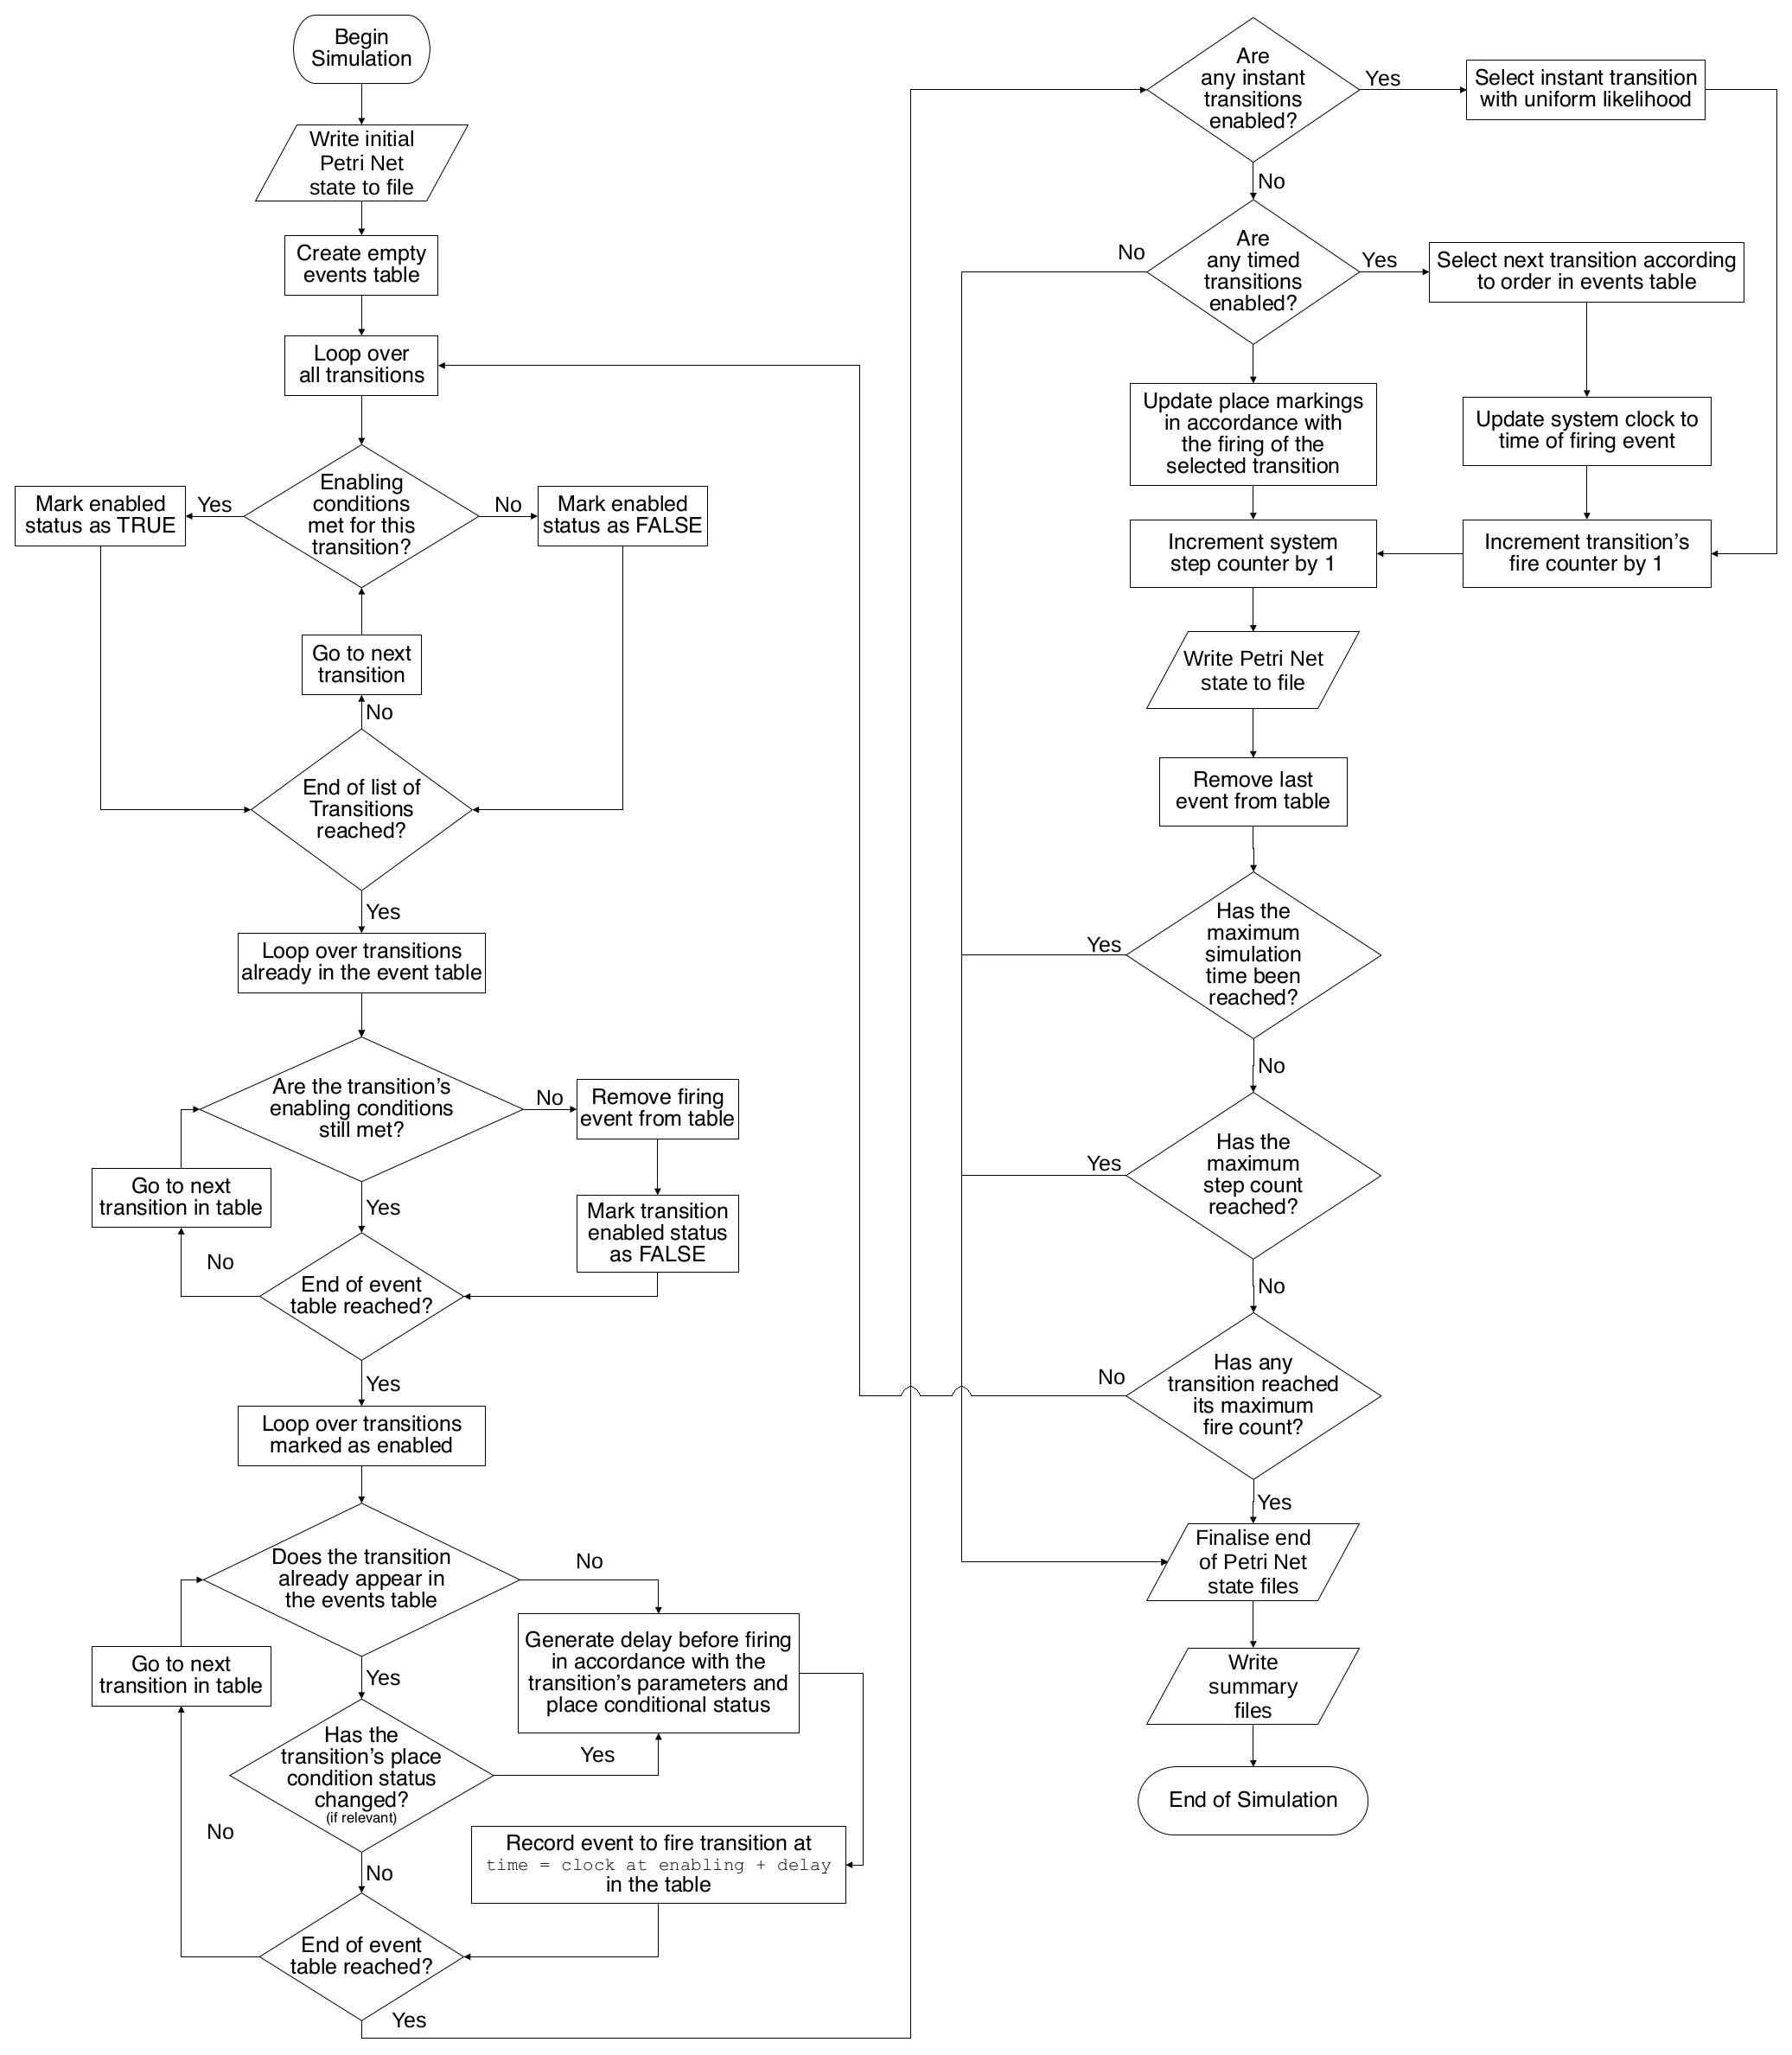 Begin
Simulation
Write initial
Petri Net
state to file
Create empty
events table
Loop over
all transitions
Enabling
conditions
met for this
transition?
Yes
No
Mark enabled
status as TRUE
Mark enabled
status as FALSE
Go to next
transition
No
End of list of
Transitions
reached?
Yes
Loop over transitions
already in the event table
Are the transition's
enabling conditions
still met?
No
Remove firing
event from table
Go to next
transition in table
Yes
Mark transition
enabled status
as FALSE
No
End of event
table reached?
Yes
Loop over transitions
marked as enabled
Does the transition
already appear in
the events table
No
Generate delay before firing
in accordance with the
transition's parameters and
place conditional status
Go to next
transition in table
Yes
Has the
transition's place
condition status
changed?
(if relevant)
Yes
No
No
Record event to fire transition at
time = clock at enabling + delay
in the table
End of event
table reached?
Yes
Are
any instant
transitions
enabled?
Yes
Select instant transition
with uniform likelihood
No
Are
any timed
transitions
enabled?
No
Yes
Select next transition according
to order in events table
Update place markings
in accordance with
the firing of the
selected transition
Update system clock to
time of firing event
Increment system
step counter by 1
Increment transition's
fire counter by 1
Write Petri Net
state to file
Remove last
event from table
Has the
maximum
simulation
time been
reached?
Yes
No
Has the
maximum
step count
reached?
Yes
No
Has any
transition reached
its maximum
fire count?
No
Yes
Finalise end
of Petri Net
state files
Write
summary
files
End of Simulation